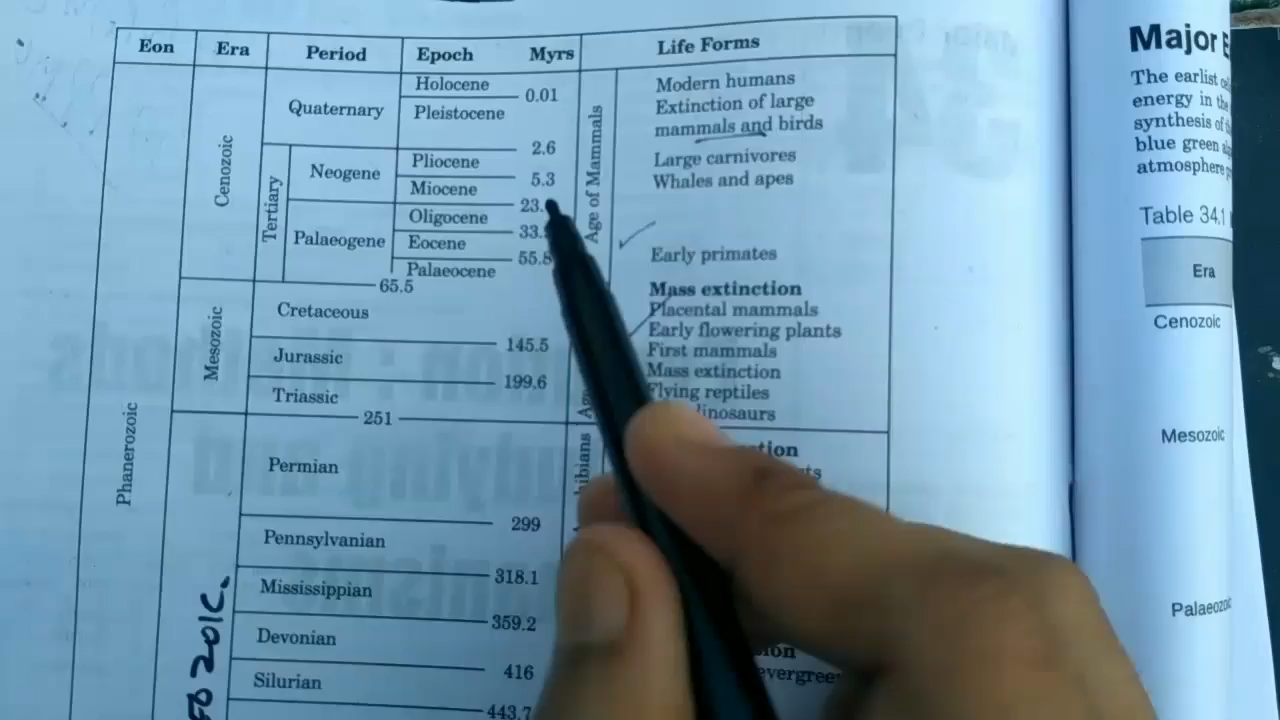 Eon Era Period Epoch Myrs Life Forms
Holocene
0.01
Quaternary
Pleistocene
2.6
Neogene
Pliocene
5.3
Miocene
23.
Palaeogene
Oligocene
33.
Eocene
55.8
Palaeocene
65.5
Tertiary
Cenozoic
Age of Mammals
Modern humans
Extinction of large
mammals and birds
Large carnivores
Whales and apes
Early primates
Mass extinction
Placental mammals
Early flowering plants
First mammals
Mass extinction
Flying reptiles
dinosaurs
Mesozoic
Cretaceous
145.5
Jurassic
199.6
Triassic
251
Phanerozoic
Permian
299
Pennsylvanian
318.1
Mississippian
359.2
Devonian
416
Silurian
443.7
Major
The earlist
energy in the
synthesis of
blue green
atmosphere
Table 34.1
Era
Cenozoic
Mesozoic